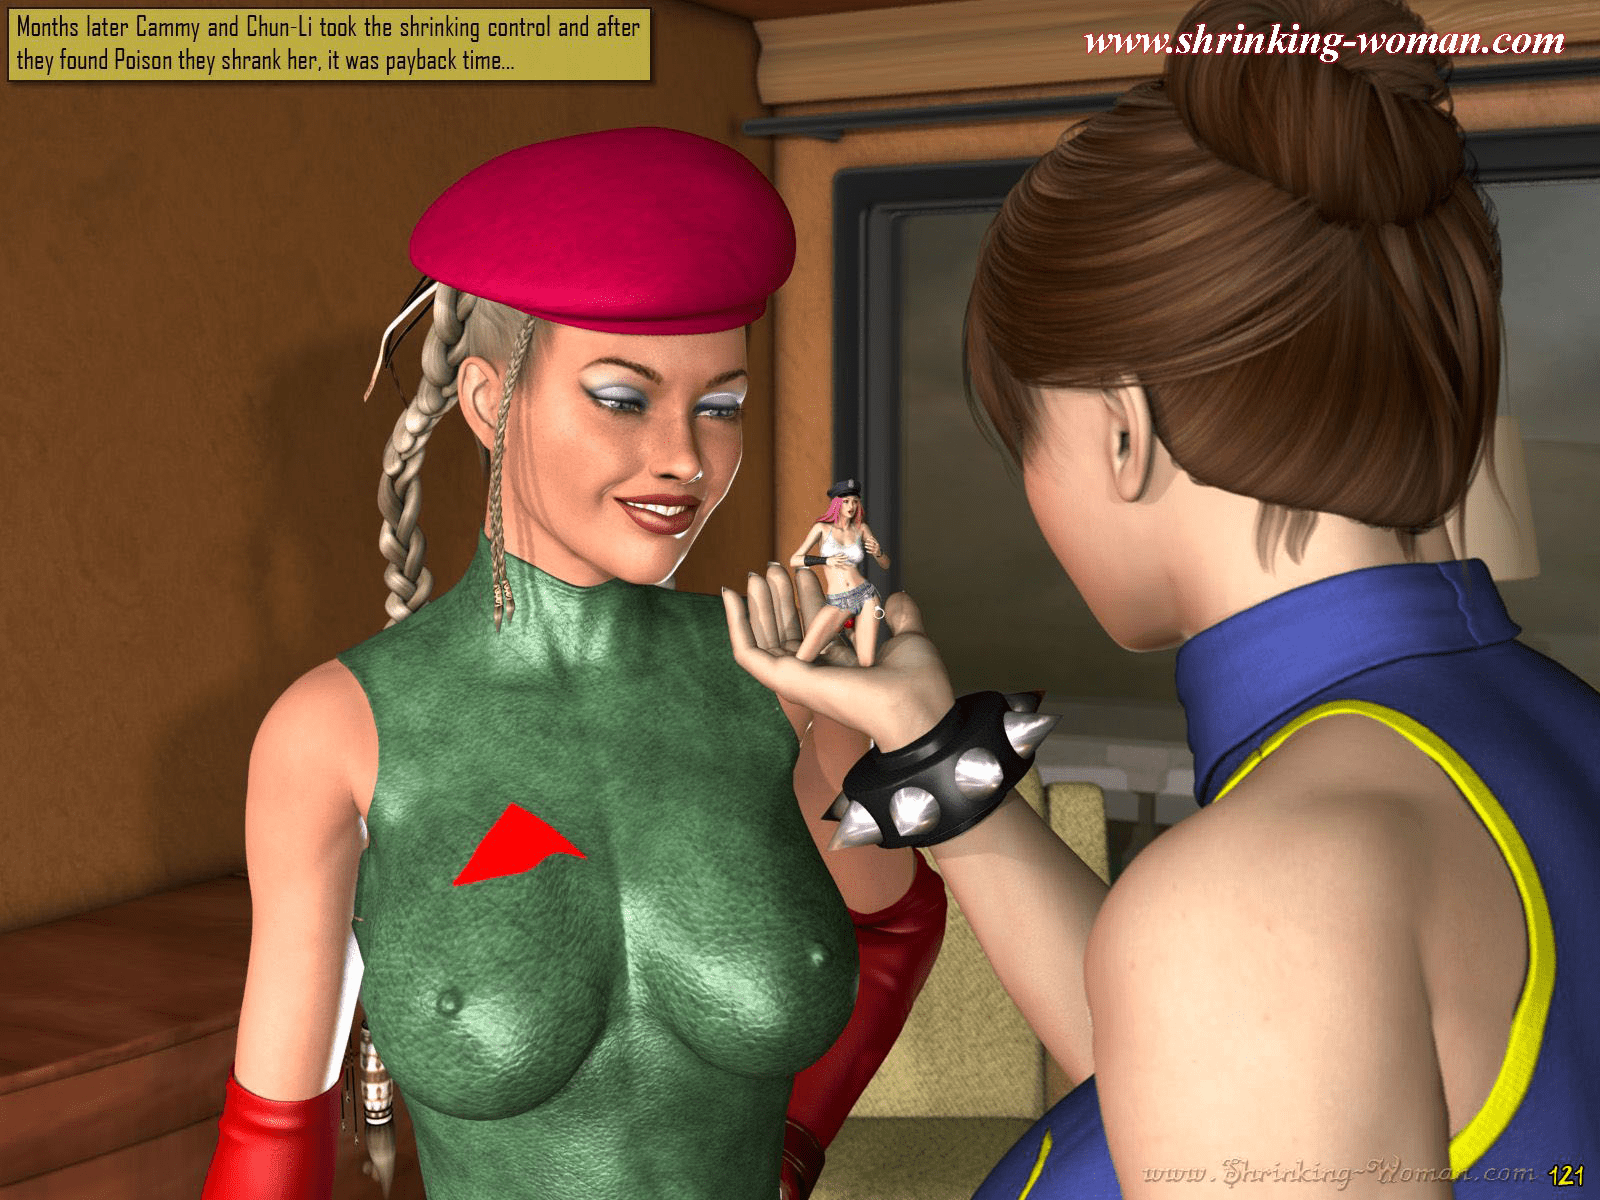 Months later Cammy and Chun-Li took the shrinking control and after
they found Poison they shrank her, it was payback time...
www.shrinking-woman.com
www.Shrinking-Woman.com 121